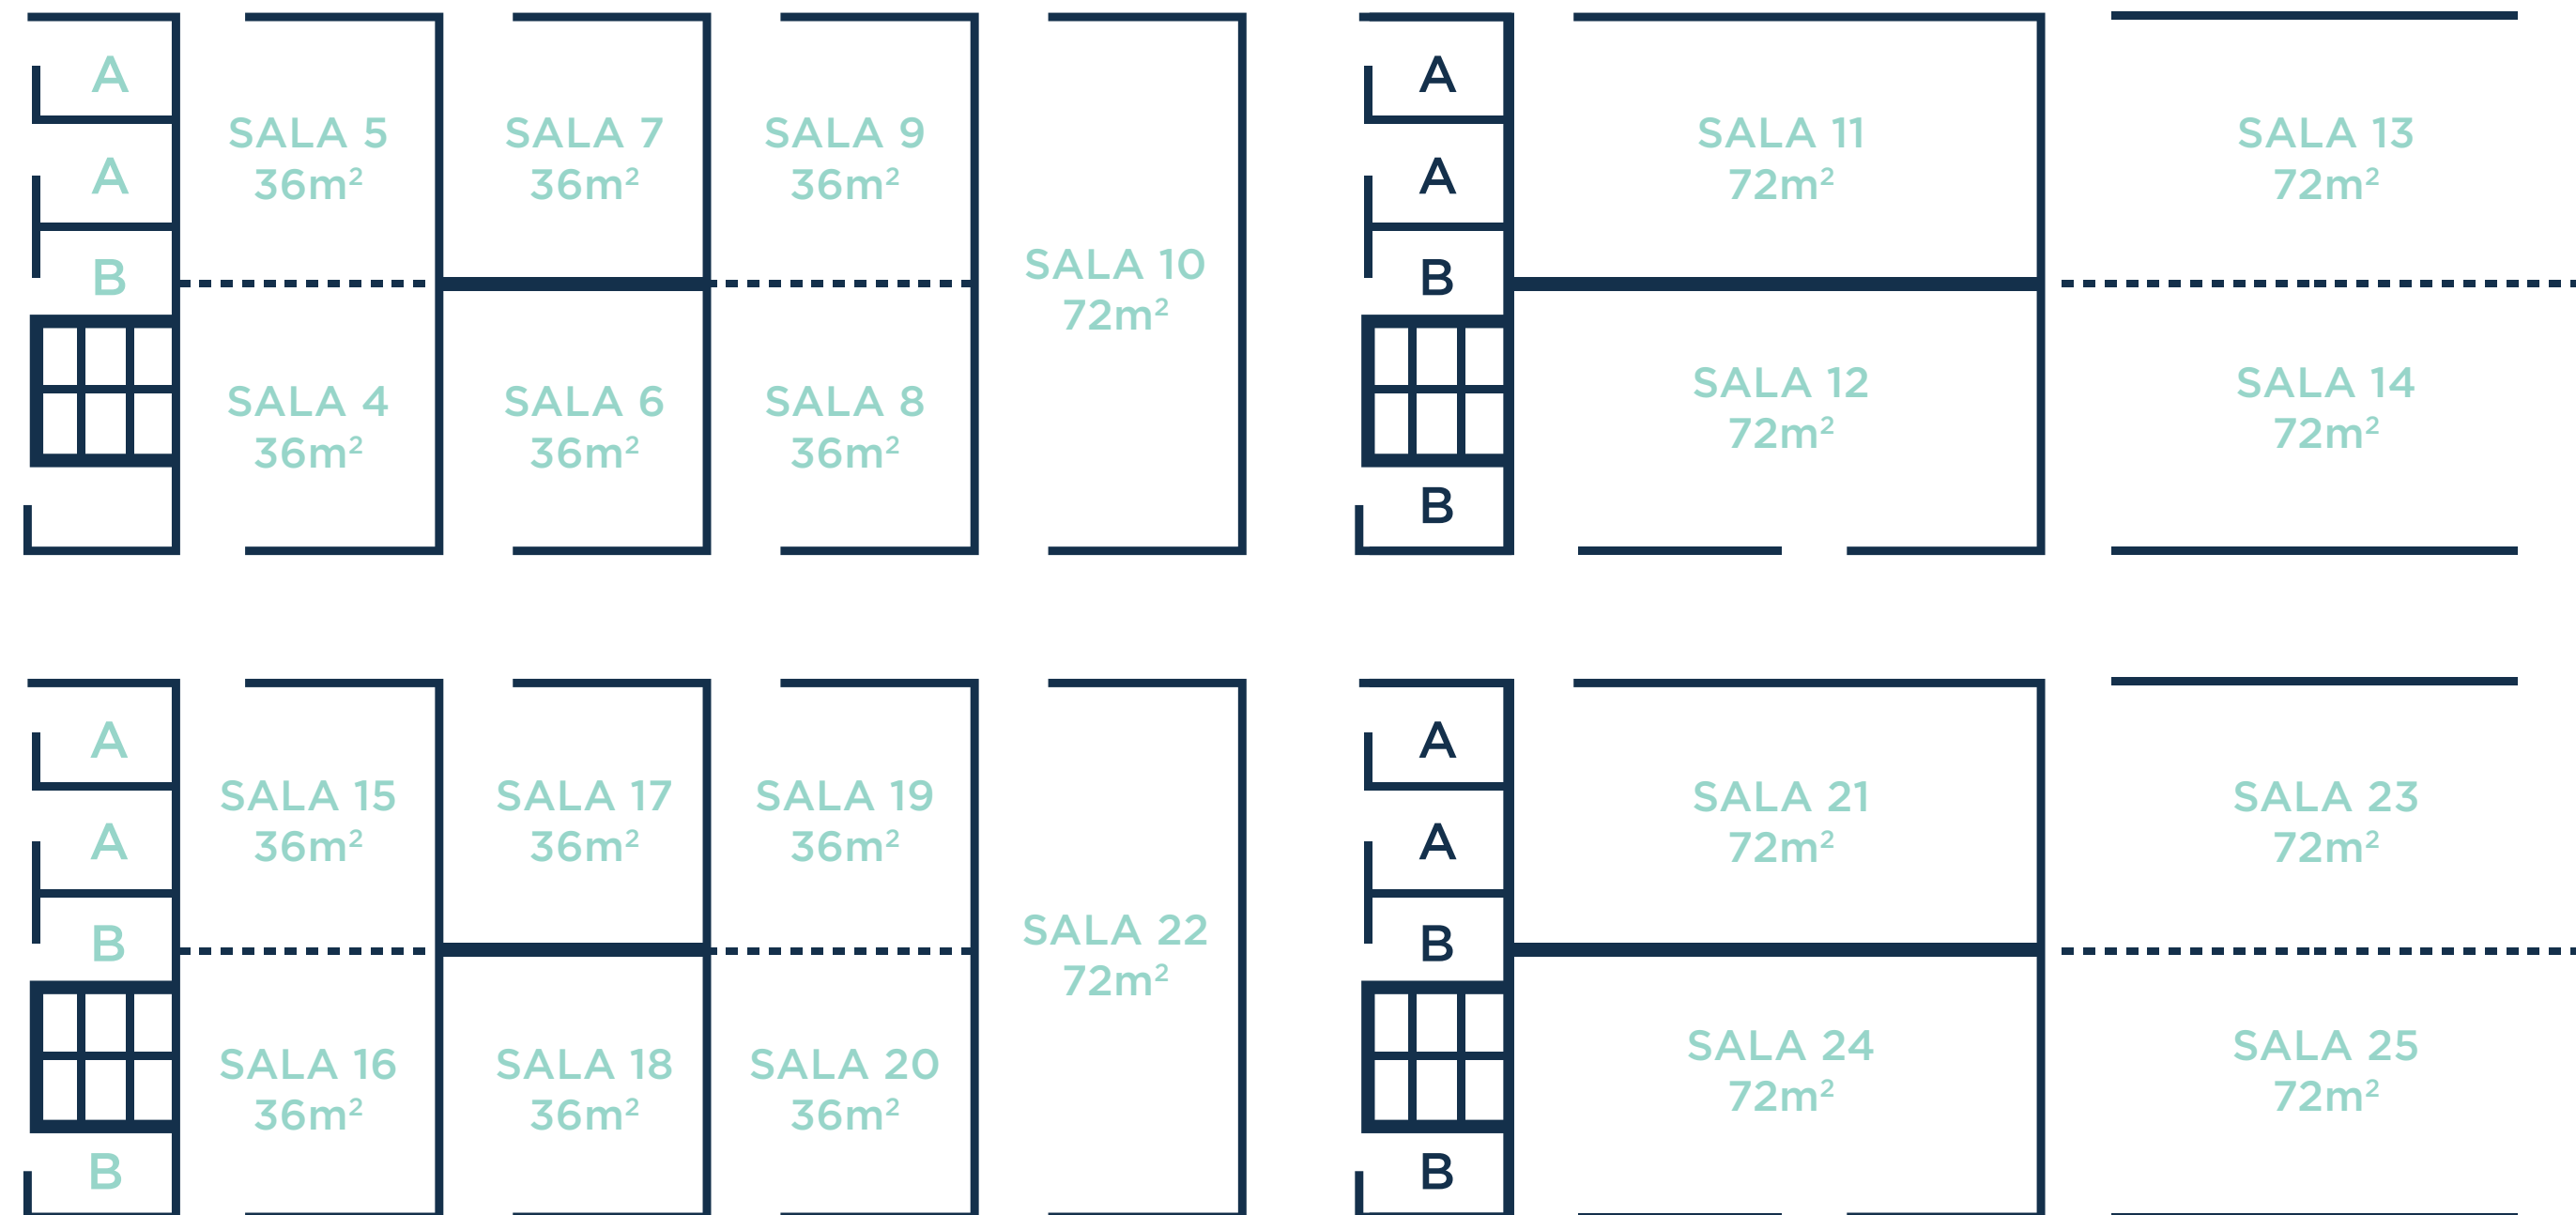 A
A
B
SALA 5
36m²
SALA 7
36m²
SALA 9
36m²
SALA 4
36m²
SALA 6
36m²
SALA 8
36m²
SALA 10
72m²
A
A
B
B
SALA 11
72m²
SALA 13
72m²
SALA 12
72m²
SALA 14
72m²
A
A
B
B
SALA 15
36m²
SALA 17
36m²
SALA 19
36m²
SALA 16
36m²
SALA 18
36m²
SALA 20
36m²
SALA 22
72m²
A
A
B
B
SALA 21
72m²
SALA 23
72m²
SALA 24
72m²
SALA 25
72m²